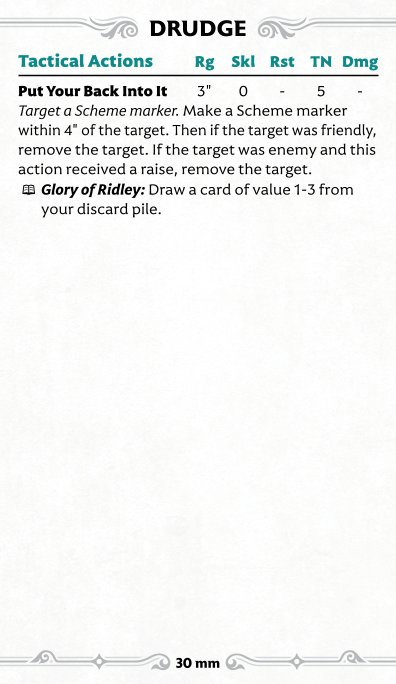 DRUDGE
Tactical Actions Rg Skl Rst TN Dmg
Put Your Back Into It 3" 0 - 5 -
Target a Scheme marker. Make a Scheme marker
within 4" of the target. Then if the target was friendly,
remove the target. If the target was enemy and this
action received a raise, remove the target.
Glory of Ridley: Draw a card of value 1-3 from
your discard pile.
30 mm